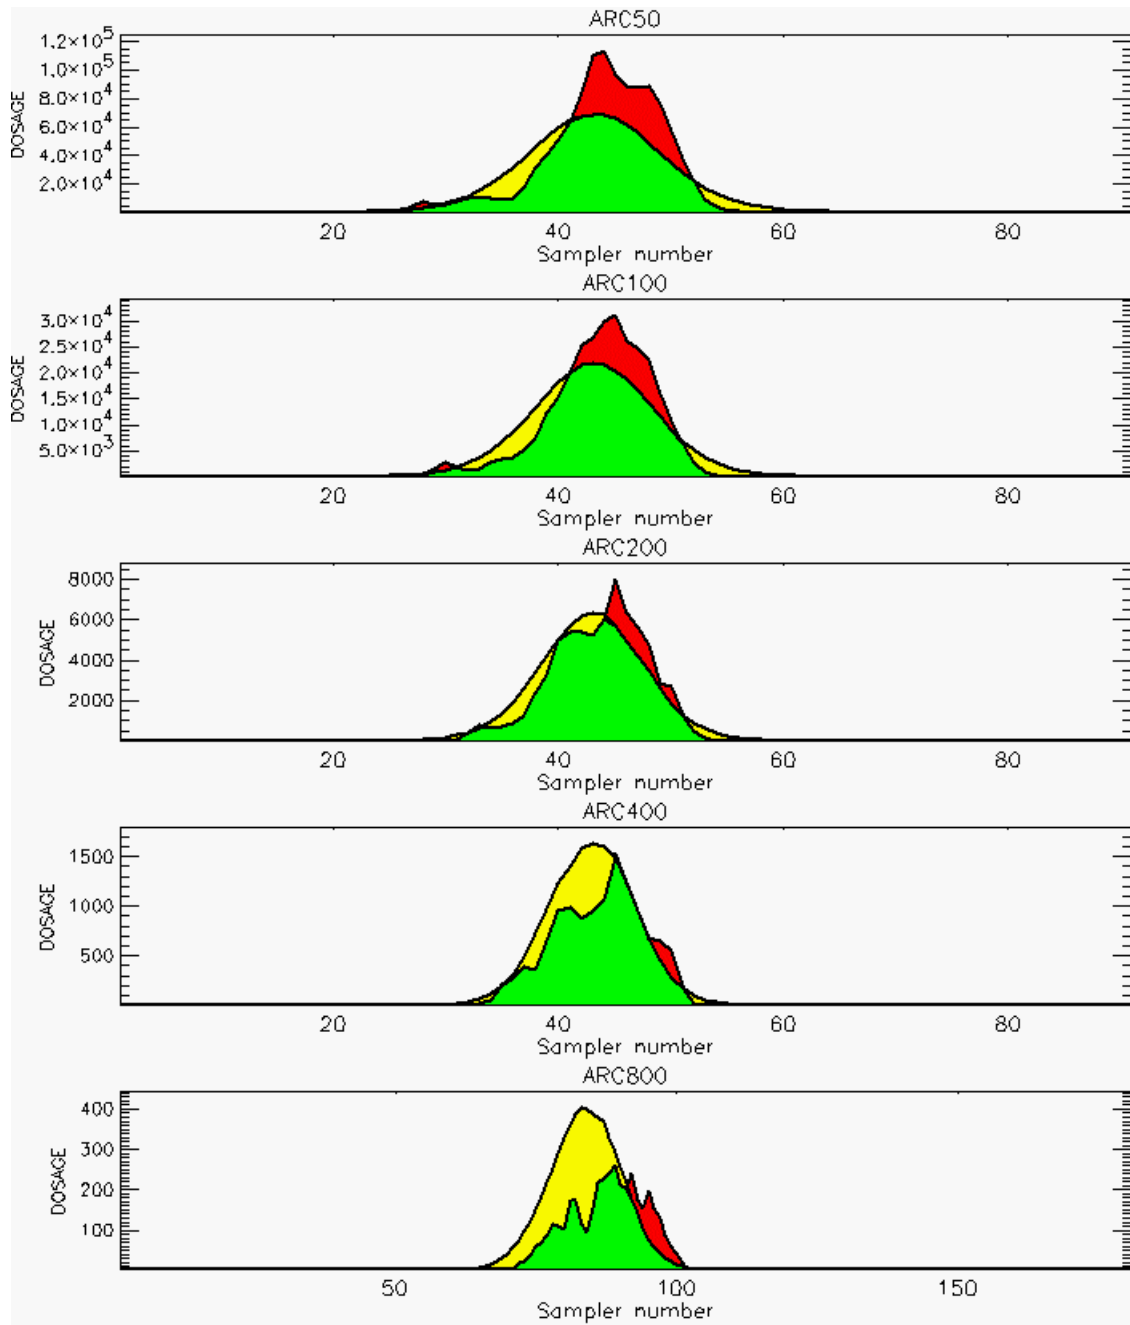 ARC50
1.2×10^5
1.0×10^5
8.0×10^4
6.0×10^4
4.0×10^4
2.0×10^4
DOSAGE
20 40 60 80
Sampler number
ARC100
3.0×10^4
2.5×10^4
2.0×10^4
1.5×10^4
1.0×10^4
5.0×10^3
DOSAGE
20 40 60 80
Sampler number
ARC200
8000
6000
4000
2000
DOSAGE
20 40 60 80
Sampler number
ARC400
1500
1000
500
DOSAGE
20 40 60 80
Sampler number
ARC800
400
300
200
100
DOSAGE
50 100 150
Sampler number